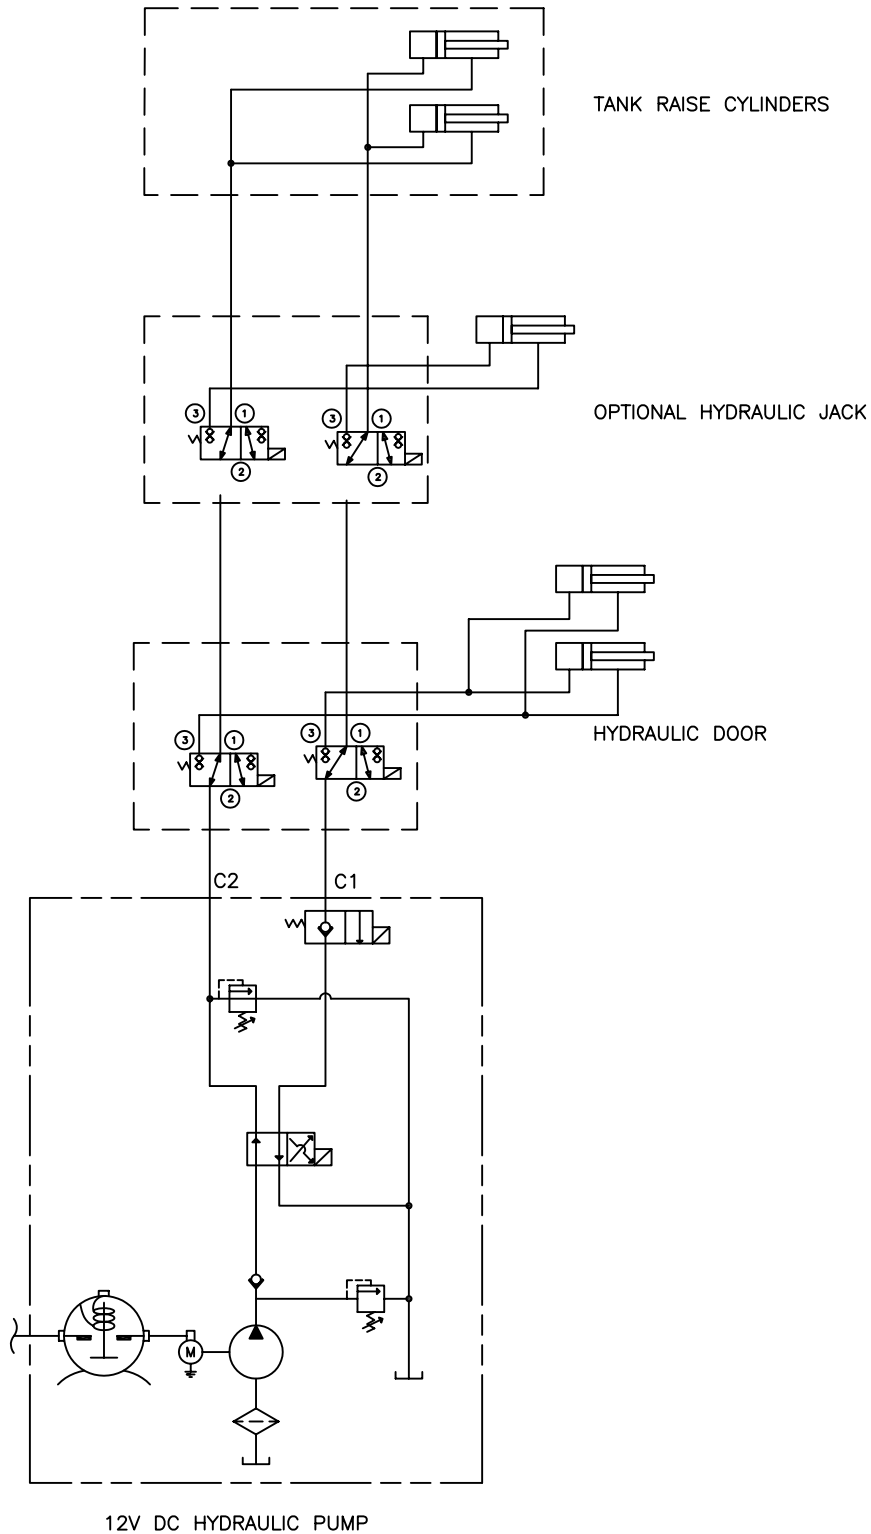 TANK RAISE CYLINDERS
3 1 3 1
OPTIONAL HYDRAULIC JACK
2 2
3 1 3 1
HYDRAULIC DOOR
2 2
C2 C1
M
12V DC HYDRAULIC PUMP